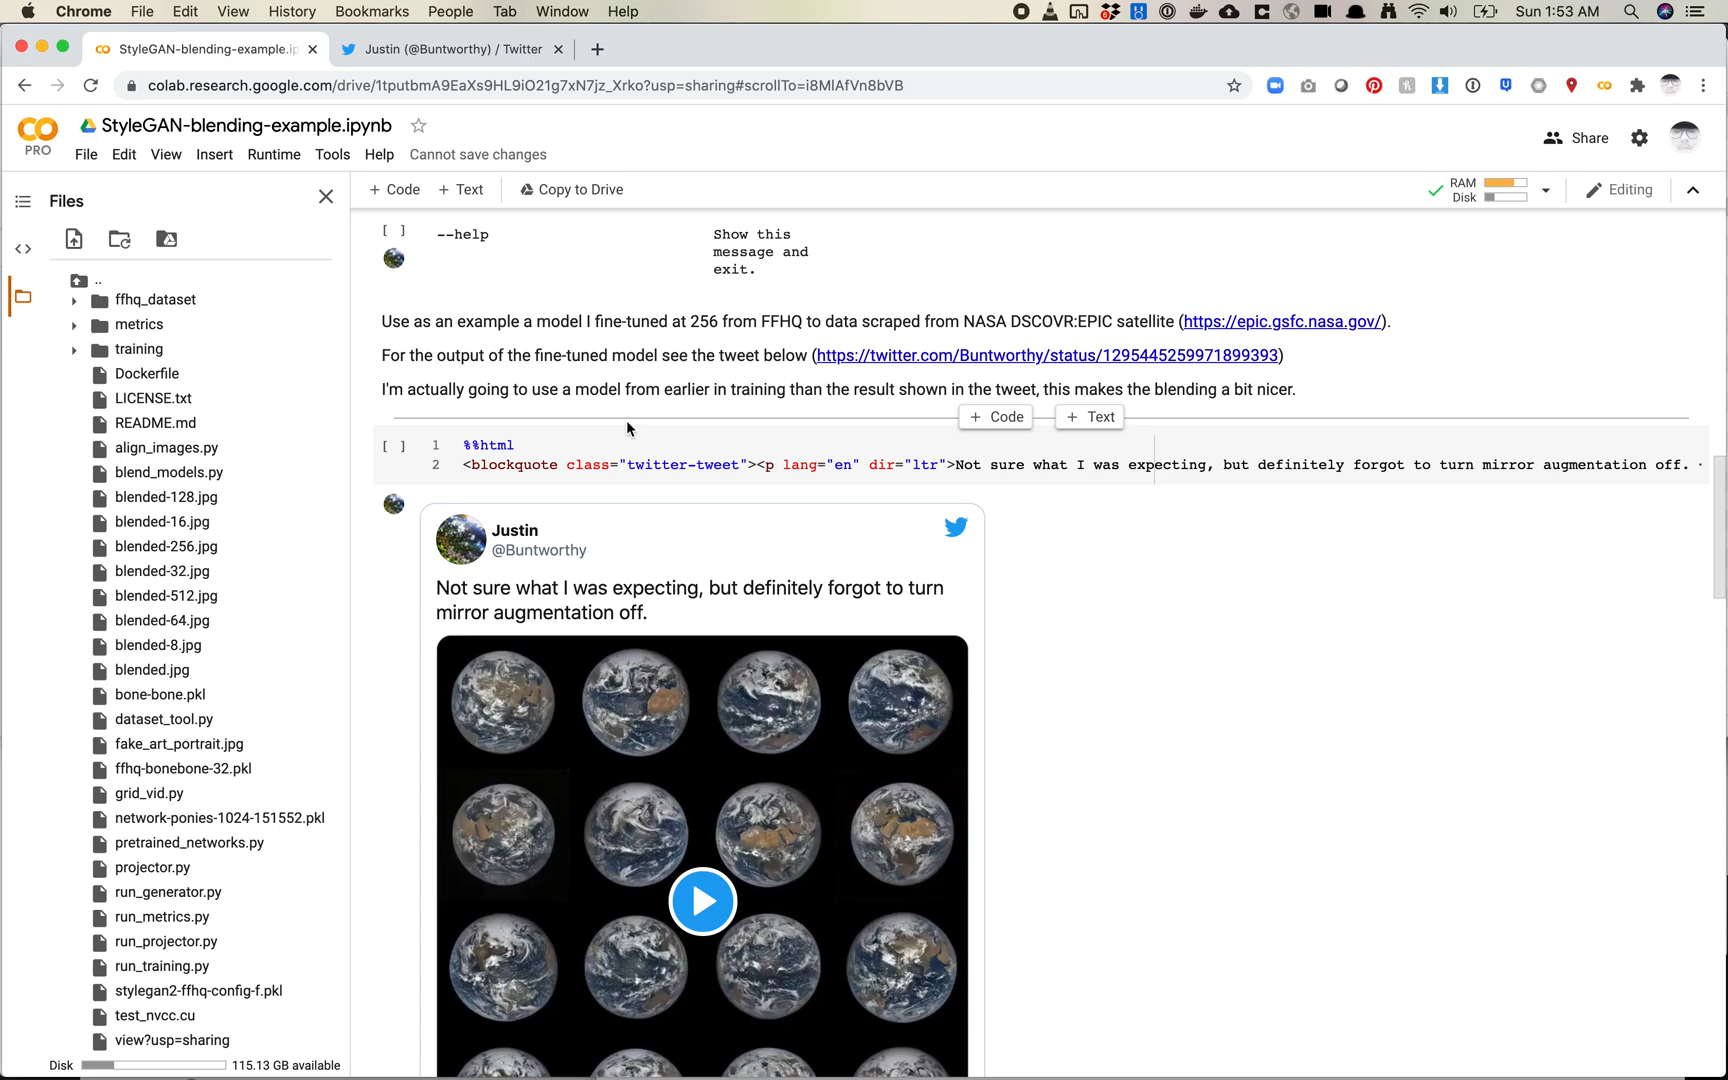 Chrome File Edit View History Bookmarks People Tab Window Help Sun 1:53 AM
StyleGAN-blending-example.ip Justin (@Buntworthy) / Twitter
colab.research.google.com/drive/1tputbmA9EaXs9HL9iO21g7xN7jz_Xrko?usp=sharing#scrollTo=i8MlAfVn8bVB
StyleGAN-blending-example.ipynb
PRO
File Edit View Insert Runtime Tools Help Cannot save changes
Share
Files
+ Code + Text Copy to Drive
RAM
Disk
Editing
..
ffhq_dataset
metrics
training
Dockerfile
LICENSE.txt
README.md
align_images.py
blend_models.py
blended-128.jpg
blended-16.jpg
blended-256.jpg
blended-32.jpg
blended-512.jpg
blended-64.jpg
blended-8.jpg
blended.jpg
bone-bone.pkl
dataset_tool.py
fake_art_portrait.jpg
ffhq-bonebone-32.pkl
grid_vid.py
network-ponies-1024-151552.pkl
pretrained_networks.py
projector.py
run_generator.py
run_metrics.py
run_projector.py
run_training.py
stylegan2-ffhq-config-f.pkl
test_nvcc.cu
view?usp=sharing
Disk 115.13 GB available
[ ] --help Show this
message and
exit.
Use as an example a model I fine-tuned at 256 from FFHQ to data scraped from NASA DSCOVR:EPIC satellite (https://epic.gsfc.nasa.gov/).
For the output of the fine-tuned model see the tweet below (https://twitter.com/Buntworthy/status/1295445259971899393)
I'm actually going to use a model from earlier in training than the result shown in the tweet, this makes the blending a bit nicer.
+ Code + Text
[ ] 1 %%html
2 <blockquote class="twitter-tweet"><p lang="en" dir="ltr">Not sure what I was expecting, but definitely forgot to turn mirror augmentation off.
Justin
@Buntworthy
Not sure what I was expecting, but definitely forgot to turn
mirror augmentation off.